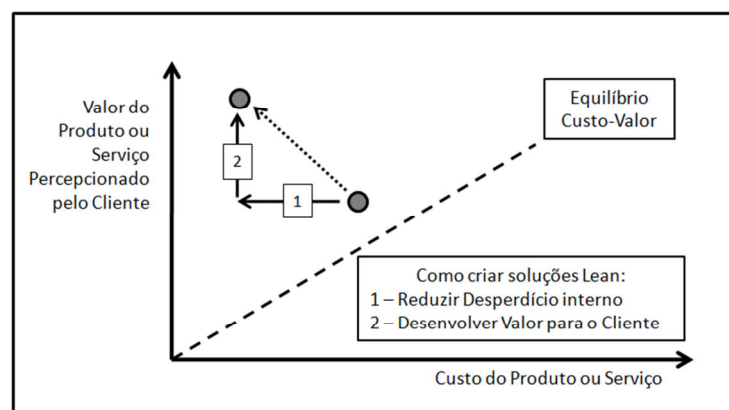 Valor do
Produto ou
Serviço
Percepcionado
pelo Cliente
Equilíbrio
Custo-Valor
2
1
Como criar soluções Lean:
1 – Reduzir Desperdício interno
2 – Desenvolver Valor para o Cliente
Custo do Produto ou Serviço